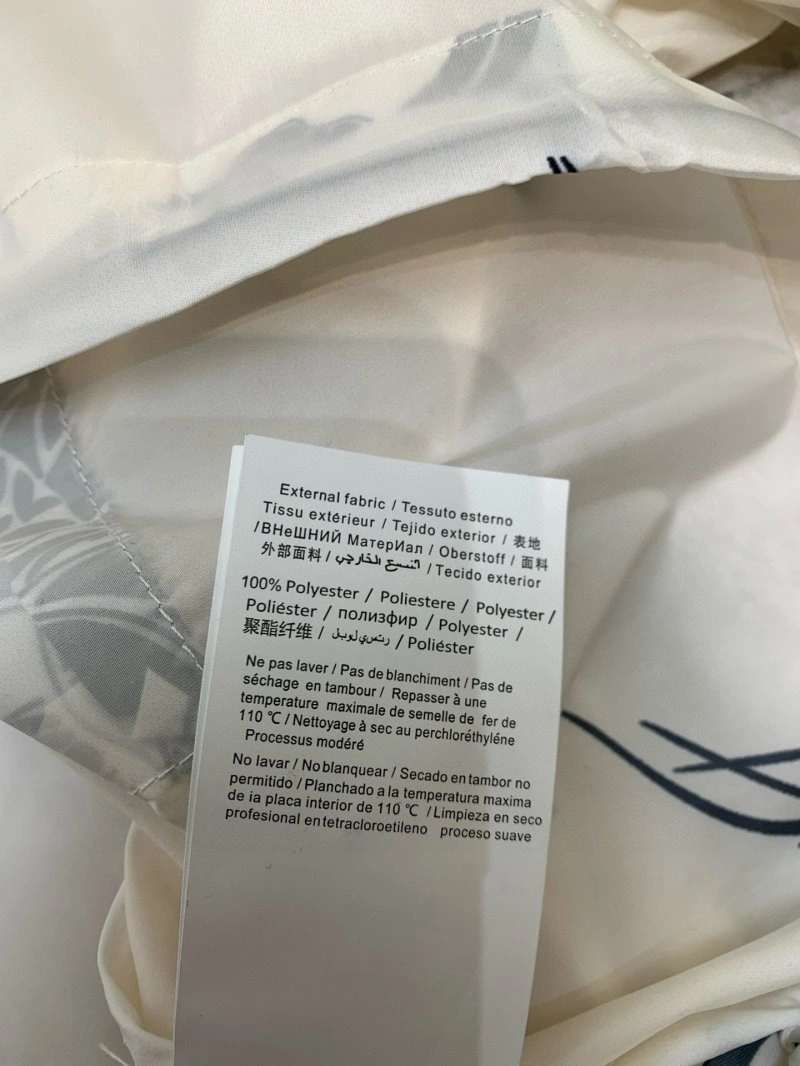 External fabric / Tessuto esterno
Tissu extérieur / Tejido exterior / 表地
/ВНеШНИЙ МатерИал / Oberstoff / 面料
外部面料 / النسيج الخارجي / Tecido exterior
100% Polyester / Poliestere / Polyester /
Poliéster / полизфир / Polyester /
聚酯纤维 / / Poliéster
Ne pas laver / Pas de blanchiment / Pas de
séchage en tambour / Repasser à une
temperature maximale de semelle de fer de
110 ℃ / Nettoyage à sec au perchloréthyléne
Processus modéré
No lavar / No blanquear / Secado en tambor no
permitido / Planchado a la temperatura maxima
de ia placa interior de 110 ℃ / Limpieza en seco
profesional en tetracloroetileno proceso suave